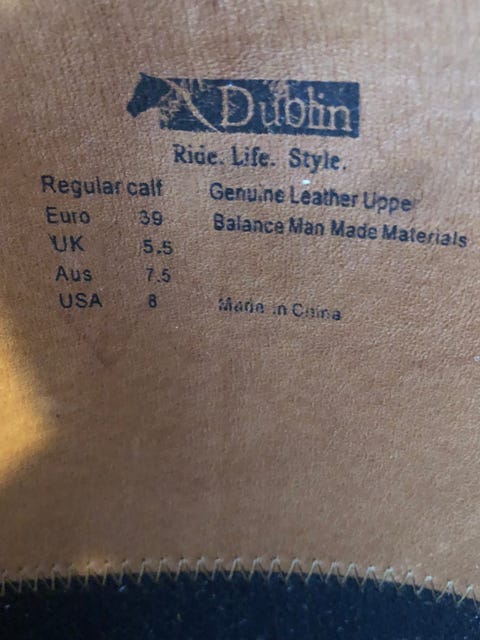 Dublin
Ride. Life. Style.
Regular calf
Euro 39
UK 5.5
Aus 7.5
USA 8
Genuine Leather Upper
Balance Man Made Materials
Made in China